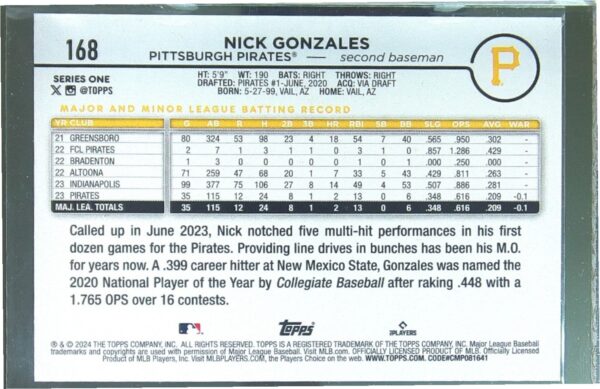 168
NICK GONZALES
PITTSBURGH PIRATES® — second baseman
P
SERIES ONE
@TOPPS
HT: 5'9" WT: 190 BATS: RIGHT THROWS: RIGHT
DRAFTED: PIRATES #1-JUNE, 2020 ACQ: VIA DRAFT
BORN: 5-27-99, VAIL, AZ HOME: VAIL, AZ
MAJOR AND MINOR LEAGUE BATTING RECORD
YR CLUB G AB R H 2B 3B HR RBI SB BB SLG OPS AVG WAR
21 GREENSBORO 80 324 53 98 23 4 18 54 7 40 .565 .950 .302 -
22 FCL PIRATES 2 7 1 3 1 0 1 3 0 1 .857 1.286 .429 -
22 BRADENTON 1 3 0 0 0 0 0 1 0 1 .000 .250 .000 -
22 ALTOONA 71 259 47 68 20 1 7 33 5 43 .429 .811 .263 -
23 INDIANAPOLIS 99 377 75 106 27 8 14 49 4 53 .507 .886 .281 -
23 PIRATES 35 115 12 24 8 1 2 13 0 6 .348 .616 .209 -0.1
MAJ. LEA. TOTALS 35 115 12 24 8 1 2 13 0 6 .348 .616 .209 -0.1
Called up in June 2023, Nick notched five multi-hit performances in his first
dozen games for the Pirates. Providing line drives in bunches has been his M.O.
for years now. A .399 career hitter at New Mexico State, Gonzales was named the
2020 National Player of the Year by Collegiate Baseball after raking .448 with a
1.765 OPS over 16 contests.
Topps
PLAYERS
® & © 2024 THE TOPPS COMPANY, INC. ALL RIGHTS RESERVED. TOPPS IS A REGISTERED TRADEMARK OF THE TOPPS COMPANY, INC. Major League Baseball
trademarks and copyrights are used with permission of Major League Baseball. Visit MLB.com. OFFICIALLY LICENSED PRODUCT OF MLB. Officially Licensed
Product of MLB Players, Inc. Visit MLBPLAYERS.com, the Players Choice on the web. WWW.TOPPS.COM. CODE#CMP081641